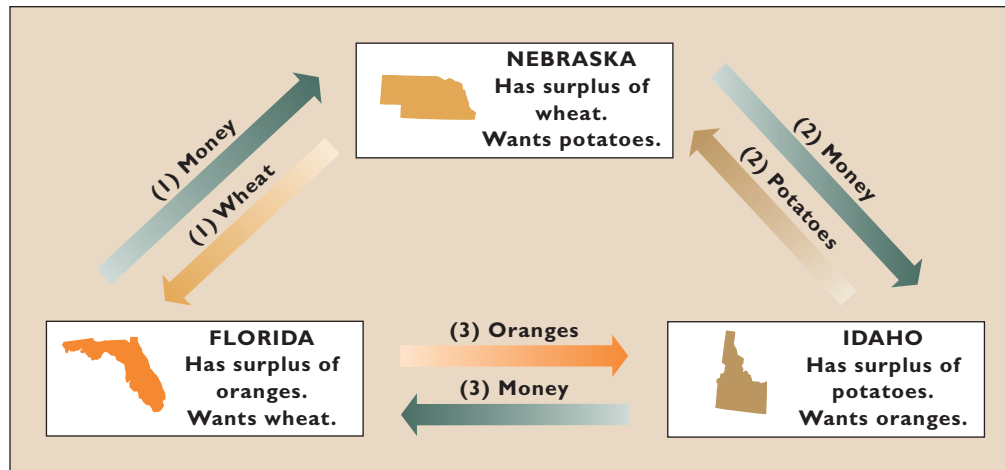 NEBRASKA
Has surplus of
wheat.
Wants potatoes.
(1) Money
(1) Wheat
(2) Money
(2) Potatoes
FLORIDA
Has surplus of
oranges.
Wants wheat.
(3) Oranges
(3) Money
IDAHO
Has surplus of
potatoes.
Wants oranges.